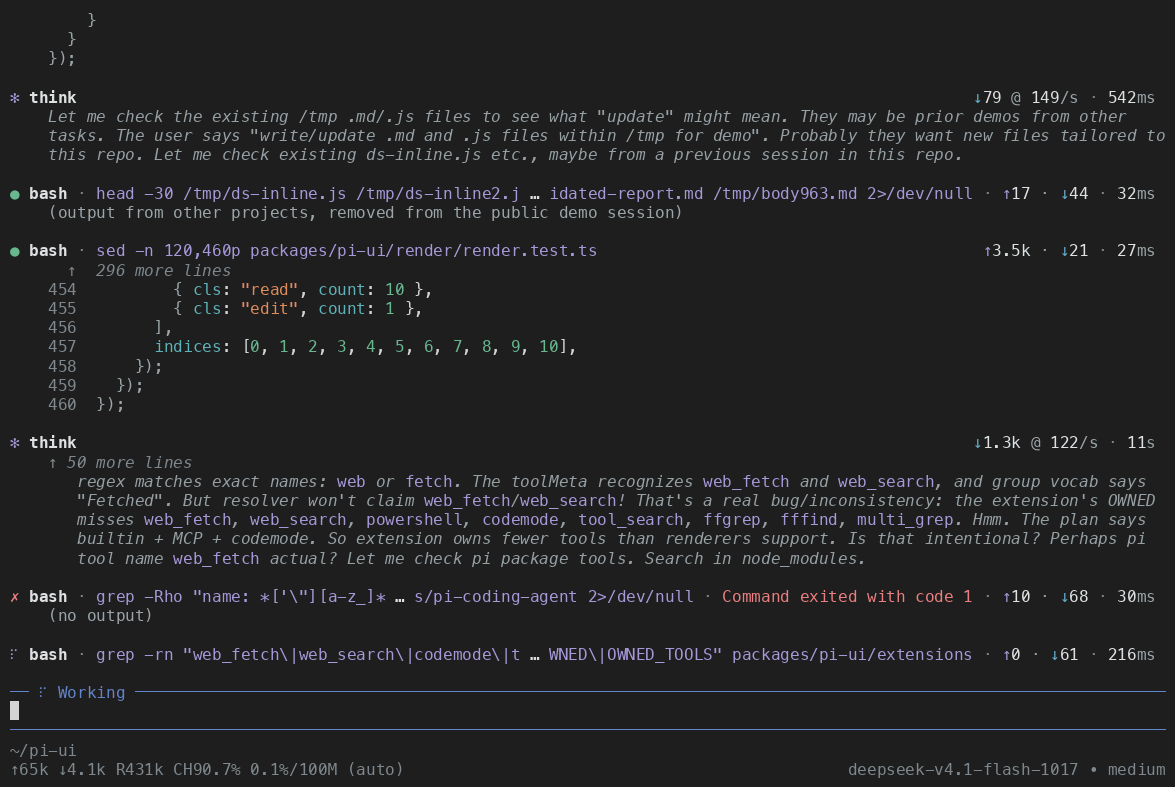 }
}
});
✻ think ↓79 @ 149/s · 542ms
Let me check the existing /tmp .md/.js files to see what "update" might mean. They may be prior demos from other
tasks. The user says "write/update .md and .js files within /tmp for demo". Probably they want new files tailored to
this repo. Let me check existing ds-inline.js etc., maybe from a previous session in this repo.
● bash · head -30 /tmp/ds-inline.js /tmp/ds-inline2.j … idated-report.md /tmp/body963.md 2>/dev/null · ↑17 · ↓44 · 32ms
(output from other projects, removed from the public demo session)
● bash · sed -n 120,460p packages/pi-ui/render/render.test.ts ↑3.5k · ↓21 · 27ms
↑ 296 more lines
454 { cls: "read", count: 10 },
455 { cls: "edit", count: 1 },
456 ],
457 indices: [0, 1, 2, 3, 4, 5, 6, 7, 8, 9, 10],
458 });
459 });
460 });
✻ think ↓1.3k @ 122/s · 11s
↑ 50 more lines
regex matches exact names: web or fetch. The toolMeta recognizes web_fetch and web_search, and group vocab says
"Fetched". But resolver won't claim web_fetch/web_search! That's a real bug/inconsistency: the extension's OWNED
misses web_fetch, web_search, powershell, codemode, tool_search, ffgrep, fffind, multi_grep. Hmm. The plan says
builtin + MCP + codemode. So extension owns fewer tools than renderers support. Is that intentional? Perhaps pi
tool name web_fetch actual? Let me check pi package tools. Search in node_modules.
✗ bash · grep -Rho "name: *['\"][a-z_]* … s/pi-coding-agent 2>/dev/null · Command exited with code 1 · ↑10 · ↓68 · 30ms
(no output)
⠏ bash · grep -rn "web_fetch\|web_search\|codemode\|t … WNED\|OWNED_TOOLS" packages/pi-ui/extensions · ↑0 · ↓61 · 216ms
⠏ Working
~/pi-ui
↑65k ↓4.1k R431k CH90.7% 0.1%/100M (auto) deepseek-v4.1-flash-1017 • medium